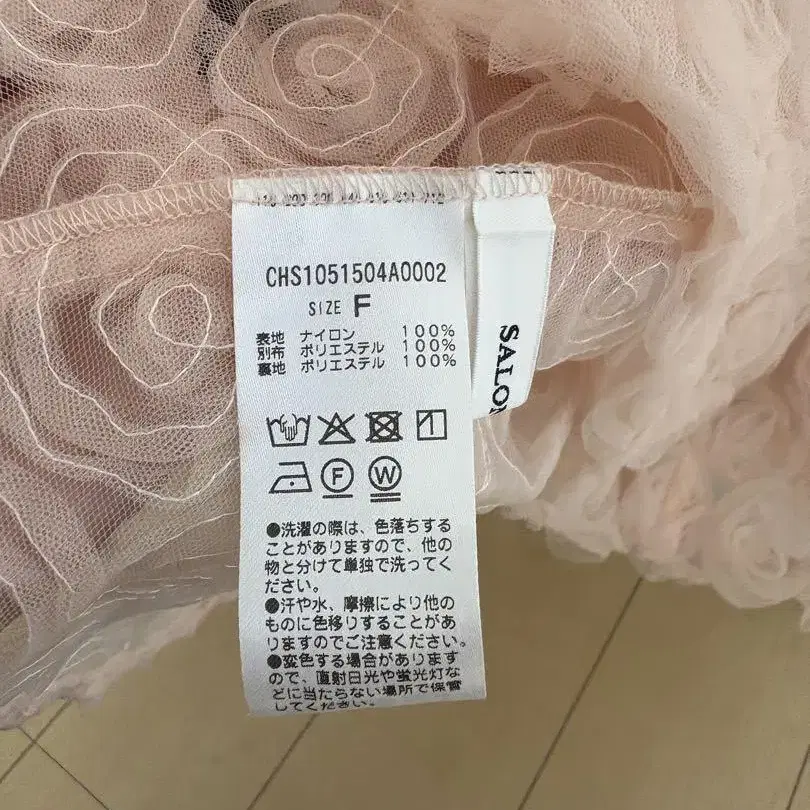 CHS1051504A0002
SIZE F
表地 ナイロン 100%
別布 ポリエステル 100%
裏地 ポリエステル 100%
F W
●洗濯の際は、色落ちする
ことがありますので、他の
物と分けて単独で洗ってく
ださい。
●汗や水、摩擦により他の
ものに色移りすることがあ
りますのでご注意ください。
●変色する場合があります
ので、直射日光や蛍光灯な
どに当たらない場所で保管
してください。